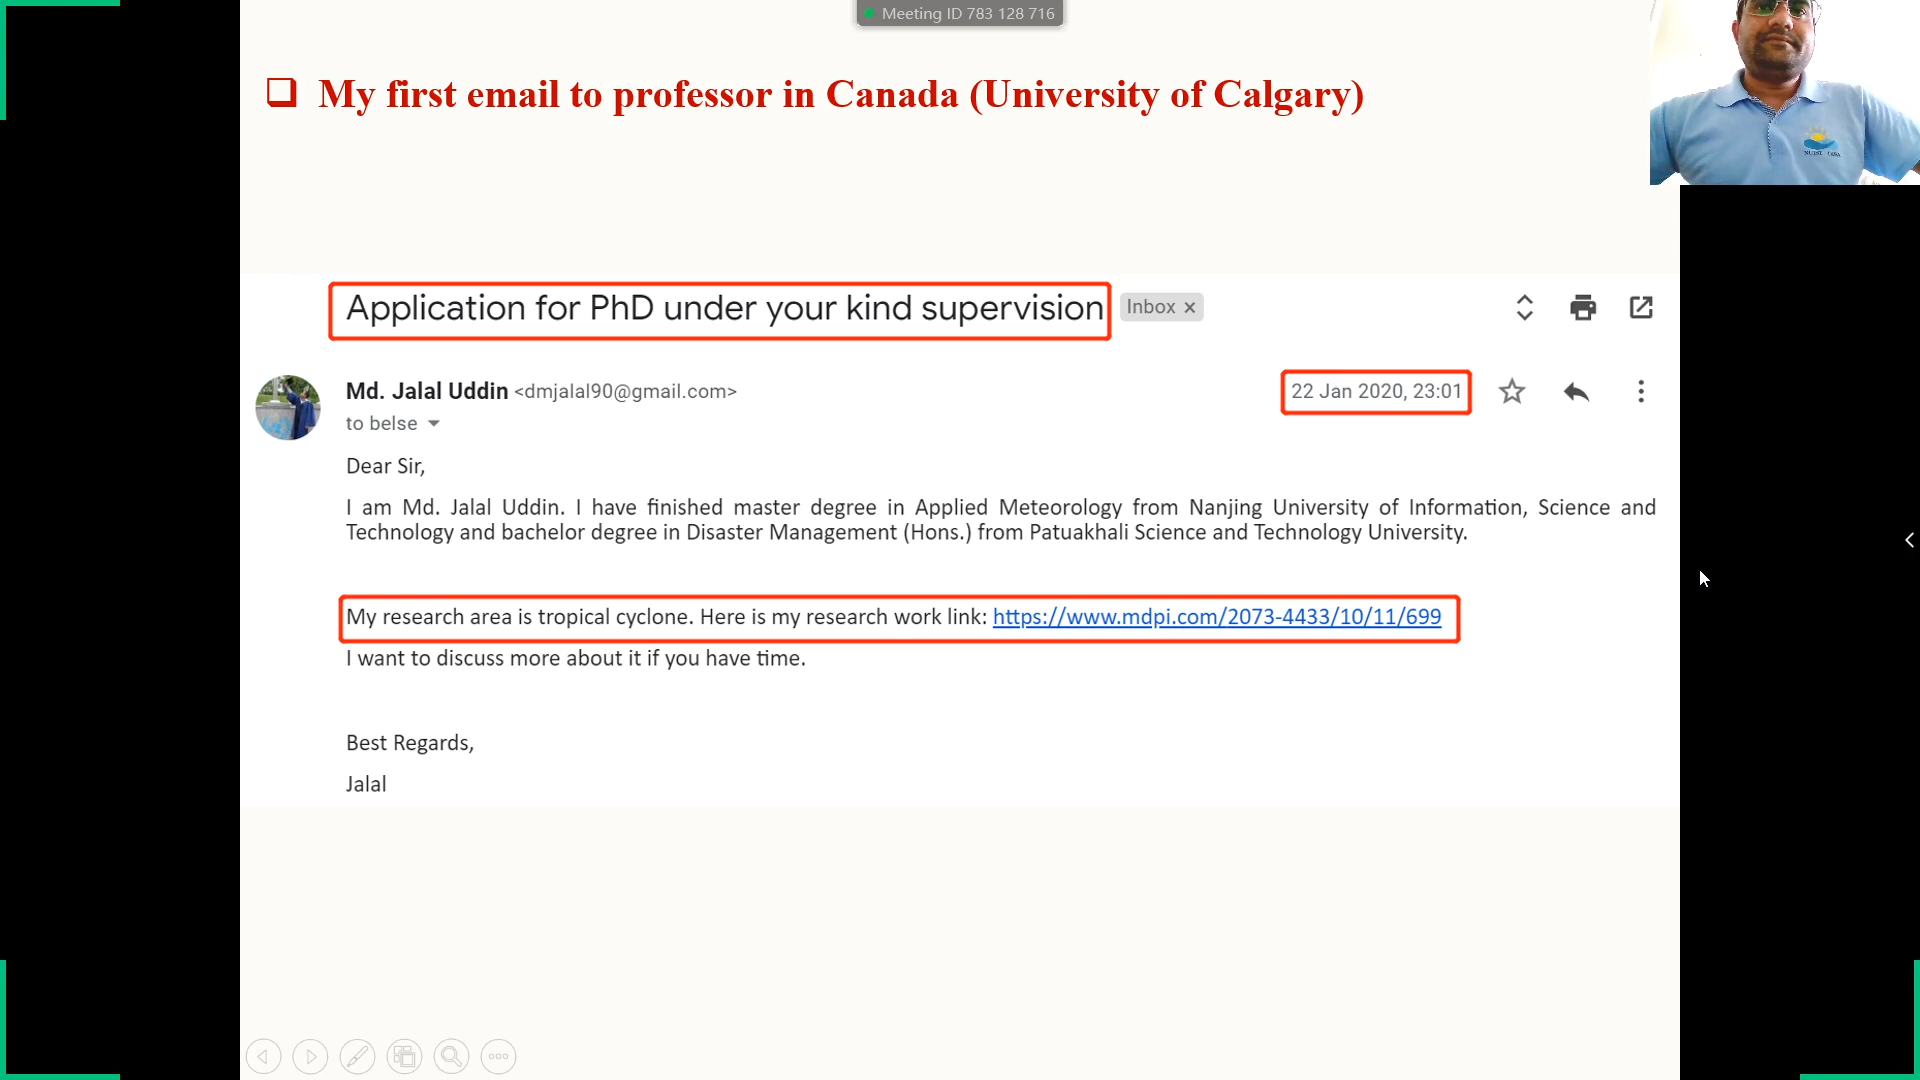 Meeting ID 783 128 716
My first email to professor in Canada (University of Calgary)
Application for PhD under your kind supervision
Inbox ×
Md. Jalal Uddin <dmjalal90@gmail.com>
22 Jan 2020, 23:01
to belse
Dear Sir,
I am Md. Jalal Uddin. I have finished master degree in Applied Meteorology from Nanjing University of Information, Science and
Technology and bachelor degree in Disaster Management (Hons.) from Patuakhali Science and Technology University.
My research area is tropical cyclone. Here is my research work link: https://www.mdpi.com/2073-4433/10/11/699
I want to discuss more about it if you have time.
Best Regards,
Jalal